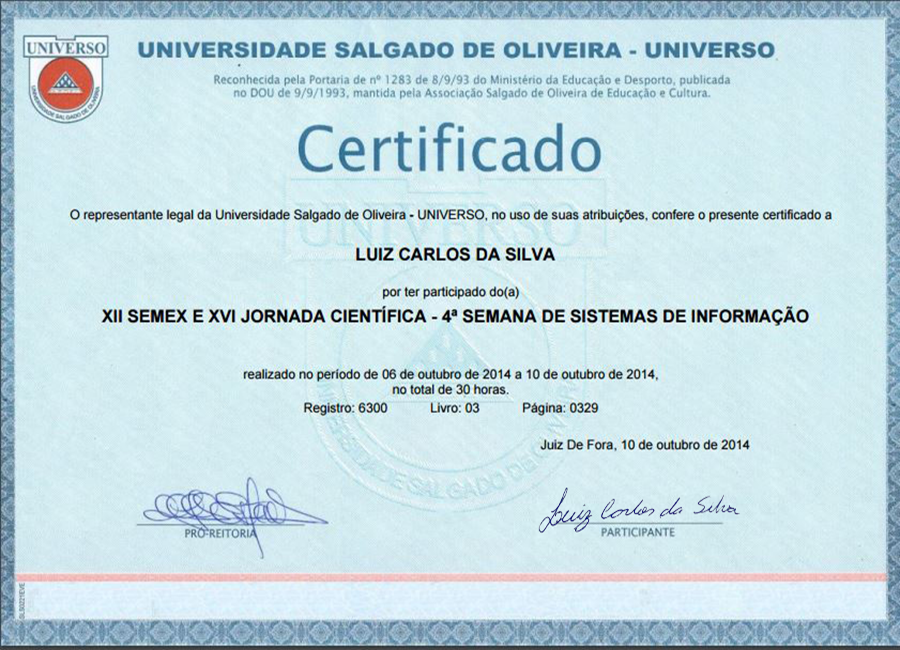 UNIVERSO
UNIVERSIDADE SALGADO DE OLIVEIRA
UNIVERSIDADE SALGADO DE OLIVEIRA - UNIVERSO
Reconhecida pela Portaria de nº 1283 de 8/9/93 do Ministério da Educação e Desporto, publicada
no DOU de 9/9/1993, mantida pela Associação Salgado de Oliveira de Educação e Cultura.
Certificado
O representante legal da Universidade Salgado de Oliveira - UNIVERSO, no uso de suas atribuições, confere o presente certificado a
UNIVERSO
LUIZ CARLOS DA SILVA
por ter participado do(a)
XII SEMEX E XVI JORNADA CIENTÍFICA - 4ª SEMANA DE SISTEMAS DE INFORMAÇÃO
realizado no período de 06 de outubro de 2014 a 10 de outubro de 2014,
no total de 30 horas.
Registro: 6300 Livro: 03 Página: 0329
Juiz De Fora, 10 de outubro de 2014
UNIVERSIDADE SALGADO DE
Luiz Carlos da Silva
PRÓ-REITORIA
PARTICIPANTE